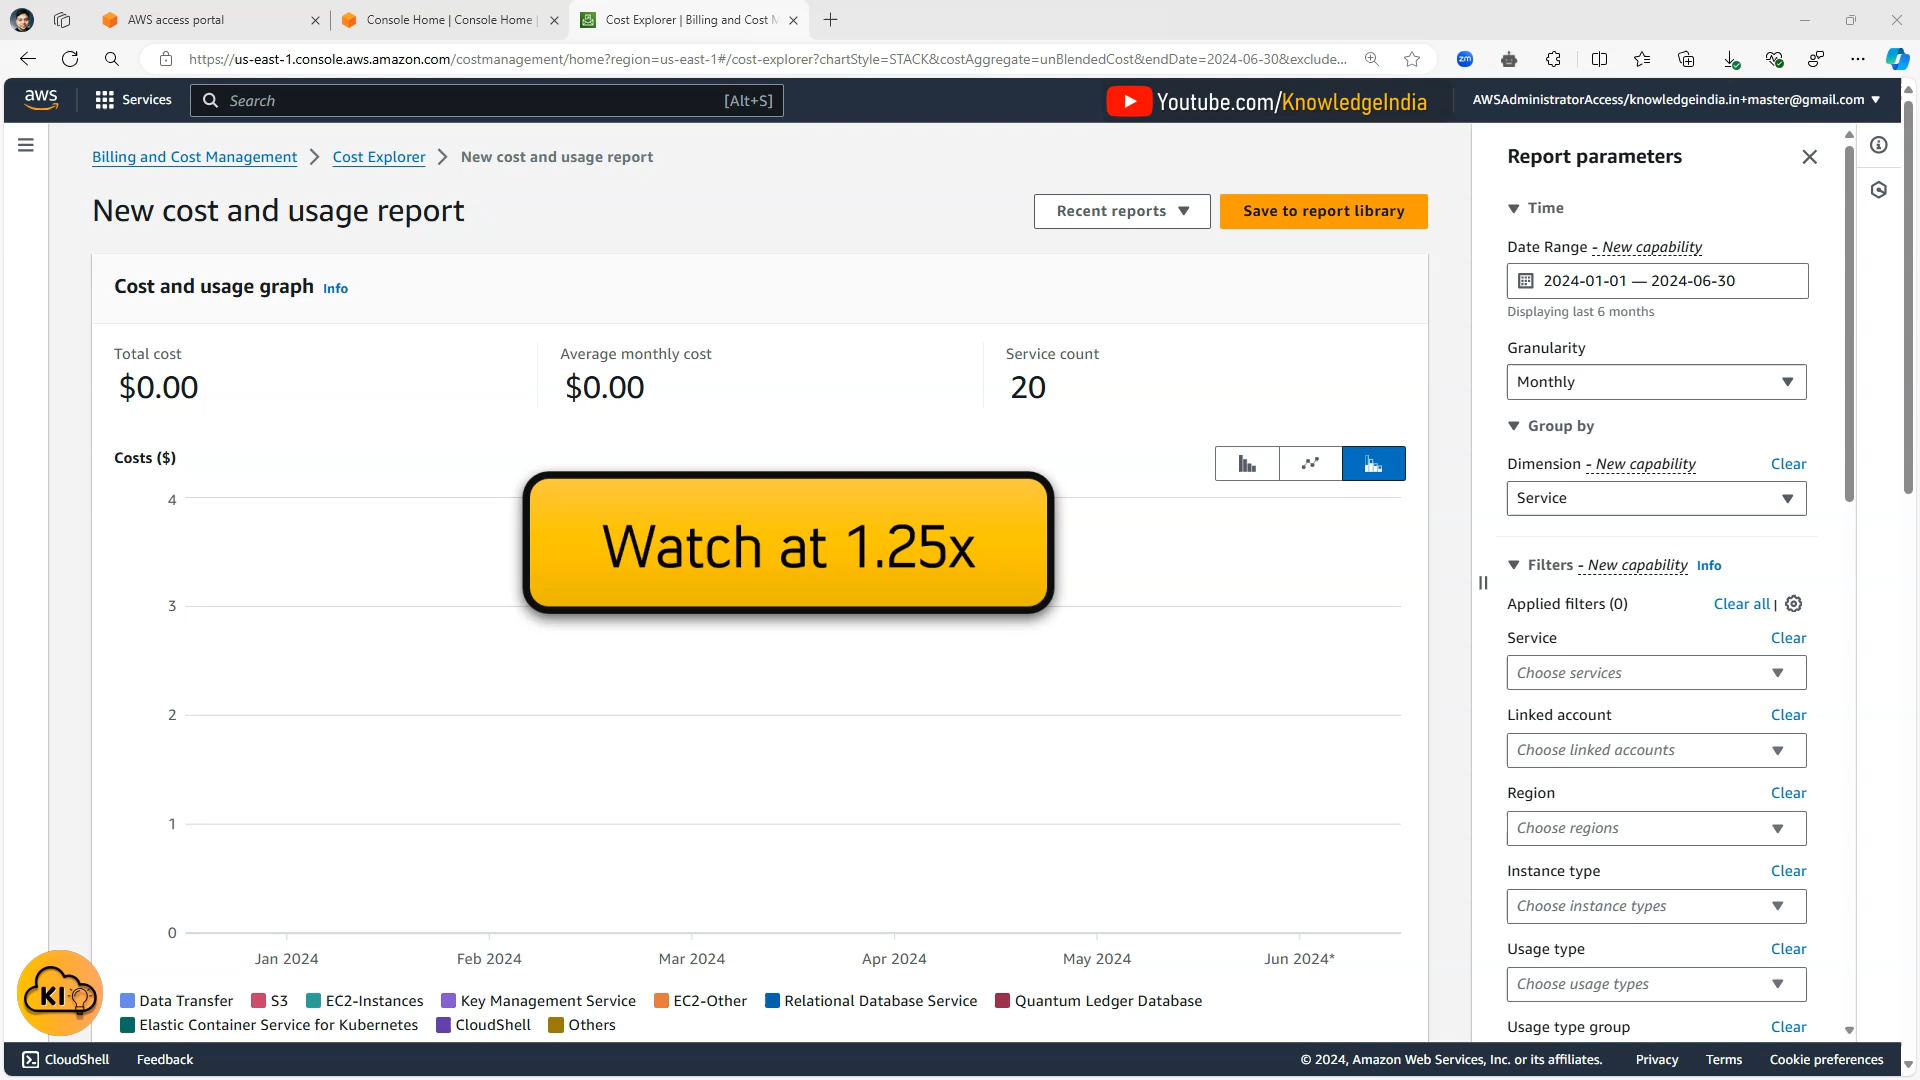 AWS access portal
Console Home | Console Home |
Cost Explorer | Billing and Cost M
https://us-east-1.console.aws.amazon.com/costmanagement/home?region=us-east-1#/cost-explorer?chartStyle=STACK&costAggregate=unBlendedCost&endDate=2024-06-30&exclude...
zm
aws
Services
Search
[Alt+S]
Youtube.com/KnowledgeIndia
AWSAdministratorAccess/knowledgeindia.in+master@gmail.com
Billing and Cost Management
Cost Explorer
New cost and usage report
New cost and usage report
Recent reports
Save to report library
Cost and usage graph Info
Total cost
$0.00
Average monthly cost
$0.00
Service count
20
Costs ($)
4
3
2
1
0
Watch at 1.25x
Jan 2024
Feb 2024
Mar 2024
Apr 2024
May 2024
Jun 2024*
Data Transfer
S3
EC2-Instances
Key Management Service
EC2-Other
Relational Database Service
Quantum Ledger Database
Elastic Container Service for Kubernetes
CloudShell
Others
KI
Report parameters
Time
Date Range - New capability
2024-01-01 — 2024-06-30
Displaying last 6 months
Granularity
Monthly
Group by
Dimension - New capability
Clear
Service
Filters - New capability Info
Applied filters (0)
Clear all |
Service
Clear
Choose services
Linked account
Clear
Choose linked accounts
Region
Clear
Choose regions
Instance type
Clear
Choose instance types
Usage type
Clear
Choose usage types
Usage type group
Clear
CloudShell
Feedback
© 2024, Amazon Web Services, Inc. or its affiliates.
Privacy
Terms
Cookie preferences